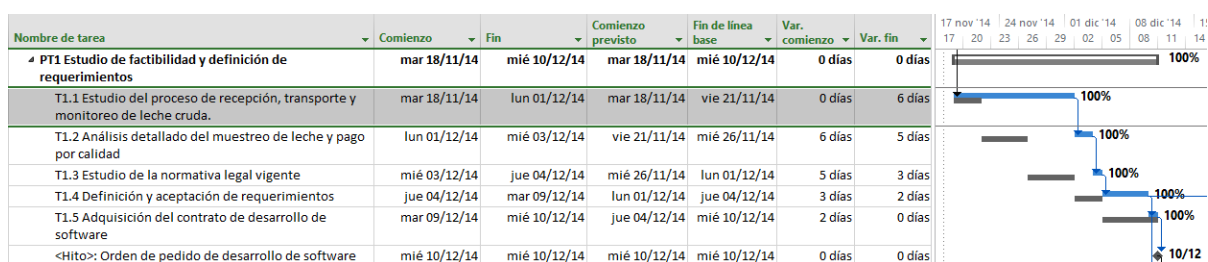 17 nov '14 24 nov '14 01 dic '14 08 dic '14 15
Nombre de tarea Comienzo Fin Comienzo previsto Fin de línea base Var. comienzo Var. fin 17 20 23 26 29 02 05 08 11 14
PT1 Estudio de factibilidad y definición de mar 18/11/14 mié 10/12/14 mar 18/11/14 mié 10/12/14 0 días 0 días 100%
requerimientos
T1.1 Estudio del proceso de recepción, transporte y mar 18/11/14 lun 01/12/14 mar 18/11/14 vie 21/11/14 0 días 6 días 100%
monitoreo de leche cruda.
T1.2 Análisis detallado del muestreo de leche y pago lun 01/12/14 mié 03/12/14 vie 21/11/14 mié 26/11/14 6 días 5 días 100%
por calidad
T1.3 Estudio de la normativa legal vigente mié 03/12/14 jue 04/12/14 mié 26/11/14 lun 01/12/14 5 días 3 días 100%
T1.4 Definición y aceptación de requerimientos jue 04/12/14 mar 09/12/14 lun 01/12/14 jue 04/12/14 3 días 2 días 100%
T1.5 Adquisición del contrato de desarrollo de mar 09/12/14 mié 10/12/14 jue 04/12/14 mié 10/12/14 2 días 0 días 100%
software
<Hito>: Orden de pedido de desarrollo de software mié 10/12/14 mié 10/12/14 mié 10/12/14 mié 10/12/14 0 días 0 días 10/12